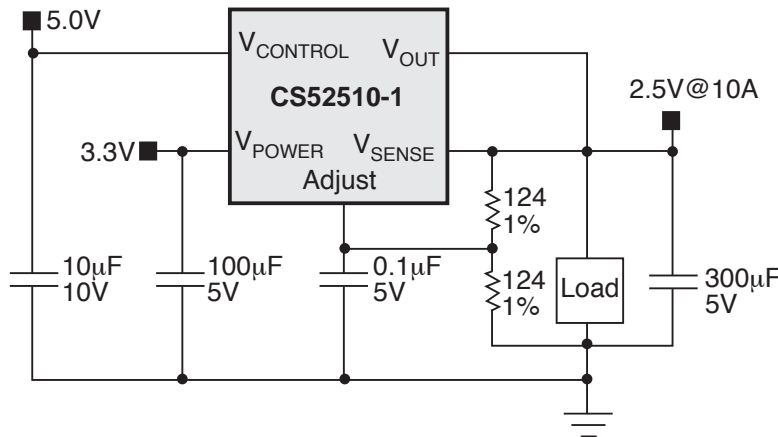 5.0V
V_CONTROL
V_OUT
CS52510-1
2.5V@10A
3.3V
V_POWER
V_SENSE
Adjust
124
1%
10μF
10V
100μF
5V
0.1μF
5V
124
1%
Load
300μF
5V